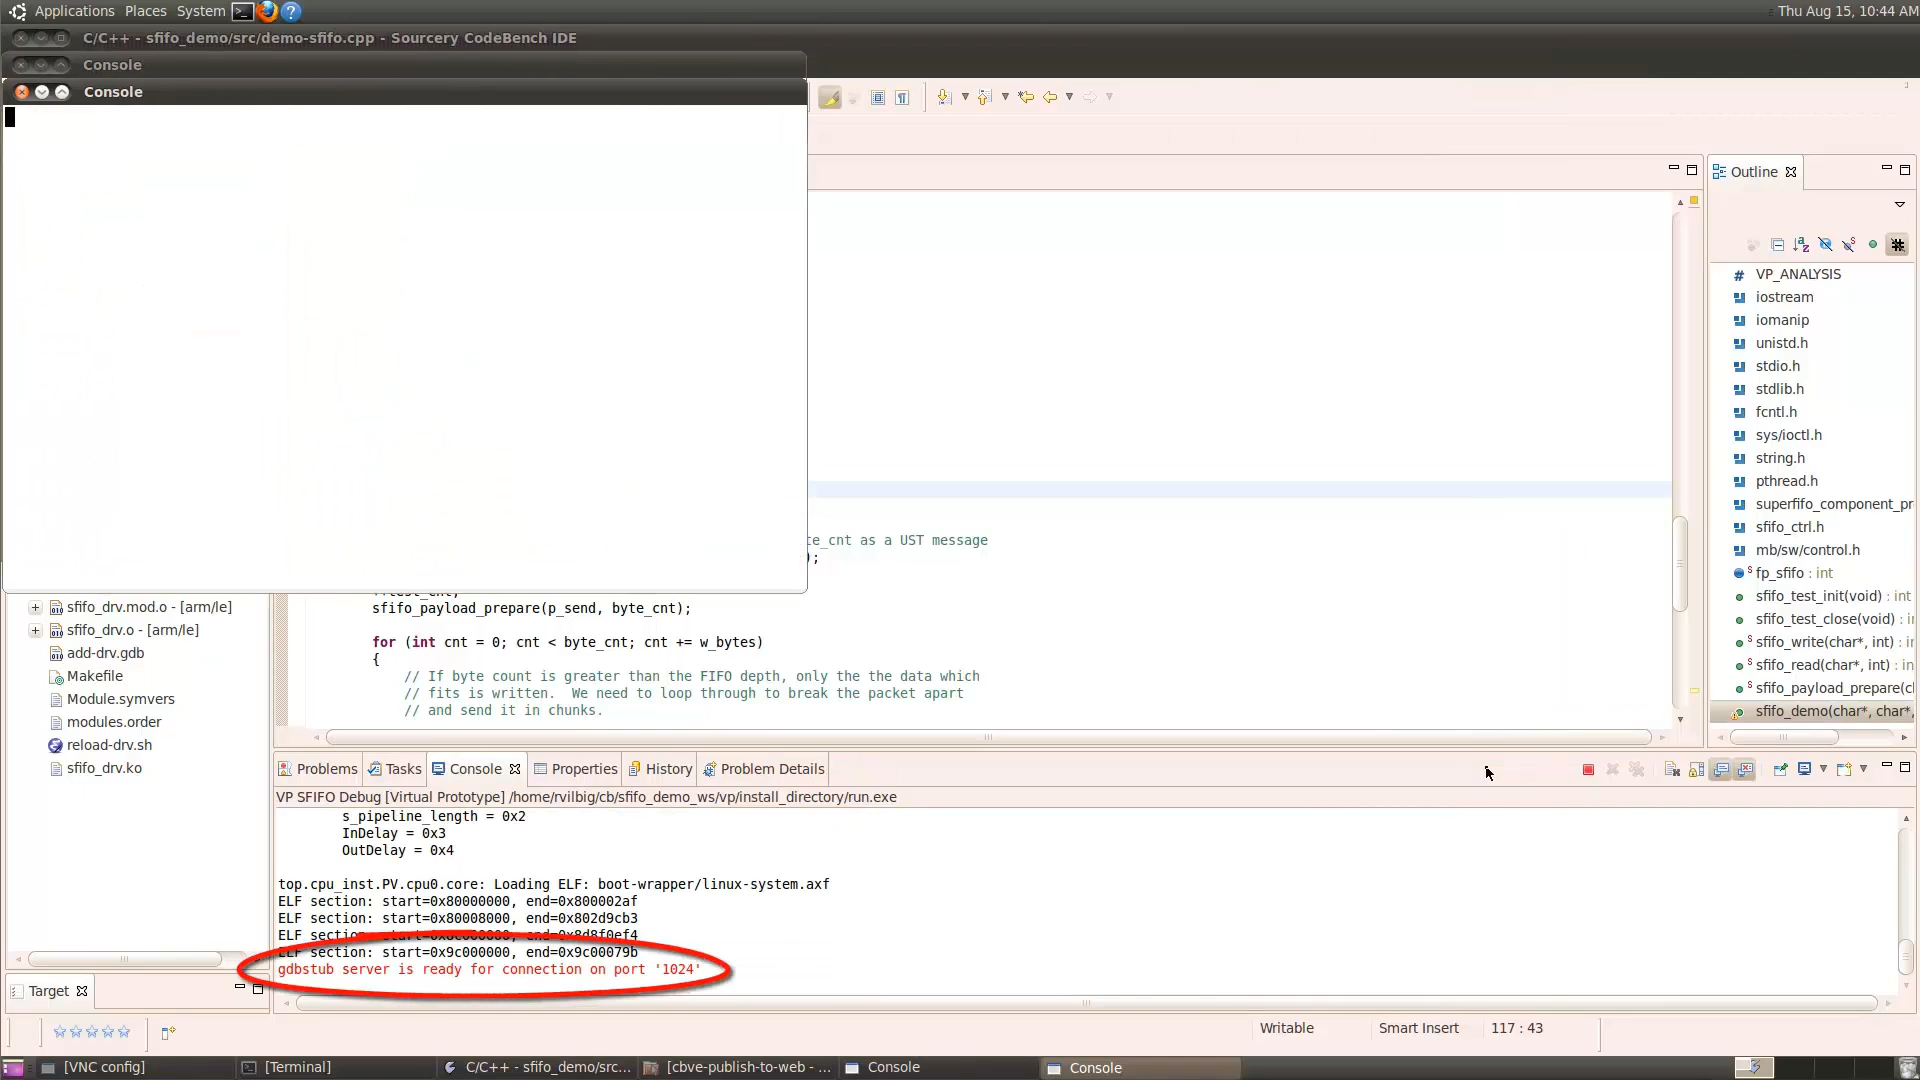 Applications Places System
Thu Aug 15, 10:44 AM
C/C++ - sfifo_demo/src/demo-sfifo.cpp - Sourcery CodeBench IDE
Console
Console
Outline
VP_ANALYSIS
iostream
iomanip
unistd.h
stdio.h
stdlib.h
fcntl.h
sys/ioctl.h
string.h
pthread.h
superfifo_component_pr
sfifo_ctrl.h
mb/sw/control.h
fp_sfifo : int
sfifo_test_init(void) : int
sfifo_test_close(void) : i
sfifo_write(char*, int) : i
sfifo_read(char*, int) : i
sfifo_payload_prepare(c
sfifo_demo(char*, char*,
te_cnt as a UST message
);
sfifo_payload_prepare(p_send, byte_cnt);
for (int cnt = 0; cnt < byte_cnt; cnt += w_bytes)
{
// If byte count is greater than the FIFO depth, only the the data which
// fits is written.  We need to loop through to break the packet apart
// and send it in chunks.
sfifo_drv.mod.o - [arm/le]
sfifo_drv.o - [arm/le]
add-drv.gdb
Makefile
Module.symvers
modules.order
reload-drv.sh
sfifo_drv.ko
Problems Tasks Console Properties History Problem Details
VP SFIFO Debug [Virtual Prototype] /home/rvilbig/cb/sfifo_demo_ws/vp/install_directory/run.exe
s_pipeline_length = 0x2
InDelay = 0x3
OutDelay = 0x4
top.cpu_inst.PV.cpu0.core: Loading ELF: boot-wrapper/linux-system.axf
ELF section: start=0x80000000, end=0x800002af
ELF section: start=0x80008000, end=0x802d9cb3
ELF section: start=0x8c000000, end=0x8d8f0ef4
ELF section: start=0x9c000000, end=0x9c00079b
gdbstub server is ready for connection on port '1024'
Target
Writable Smart Insert 117 : 43
[VNC config] [Terminal] C/C++ - sfifo_demo/src... [cbve-publish-to-web - ... Console Console